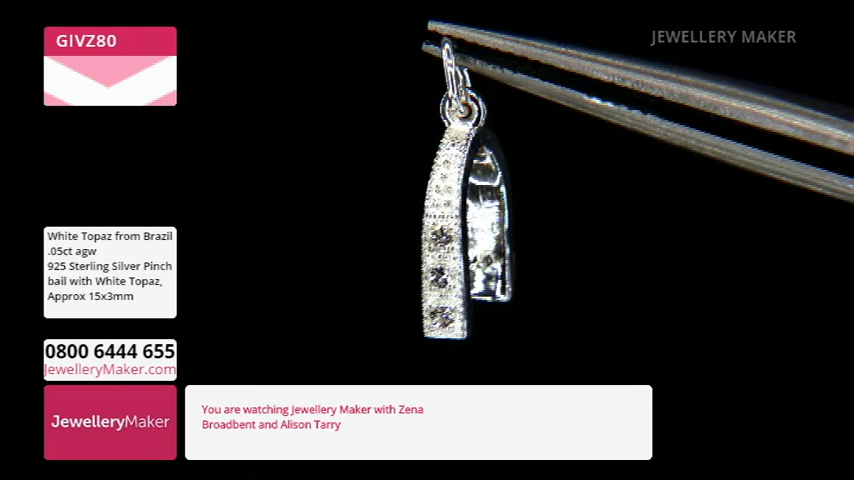 GIVZ80
JEWELLERY MAKER
White Topaz from Brazil
.05ct agw
925 Sterling Silver Pinch
bail with White Topaz,
Approx 15x3mm
0800 6444 655
JewelleryMaker.com
JewelleryMaker
You are watching Jewellery Maker with Zena
Broadbent and Alison Tarry